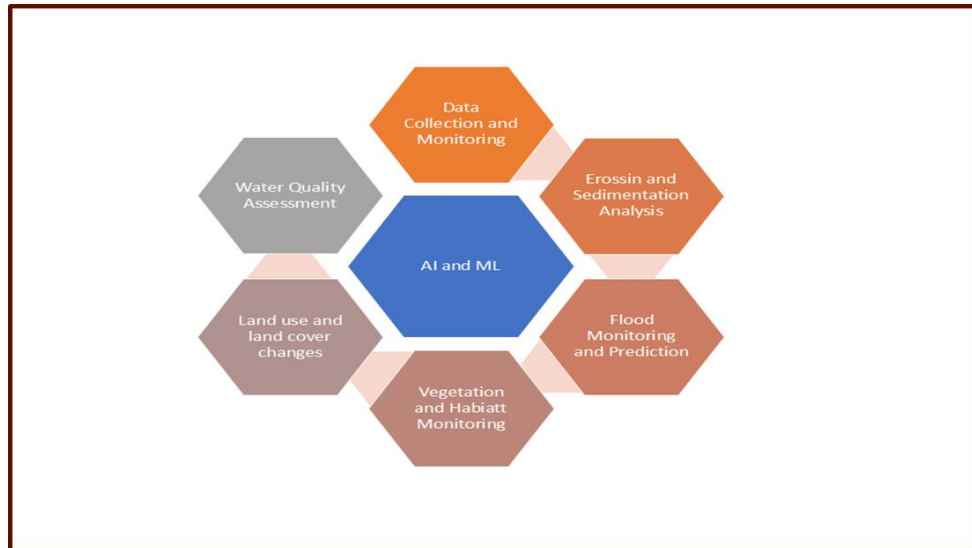 Data
Collection and
Monitoring
Erossin and
Sedimentation
Analysis
Flood
Monitoring
and Prediction
Vegetation
and Habiatt
Monitoring
Land use and
land cover
changes
Water Quality
Assessment
AI and ML